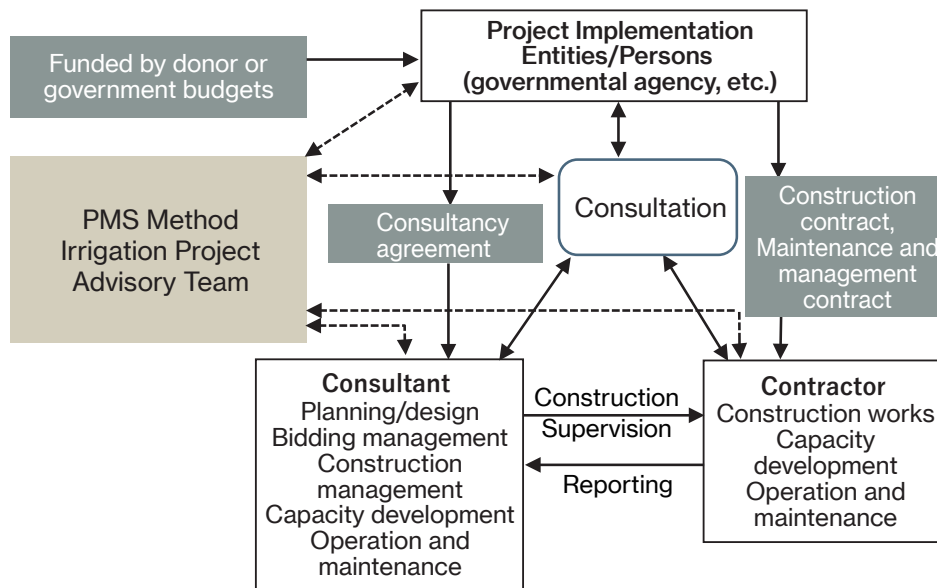 Project Implementation
Entities/Persons
(governmental agency, etc.)
Funded by donor or
government budgets
PMS Method
Irrigation Project
Advisory Team
Consultancy
agreement
Consultation
Construction
contract,
Maintenance and
management
contract
Consultant
Planning/design
Bidding management
Construction
management
Capacity development
Operation and
maintenance
Construction
Supervision
Reporting
Contractor
Construction works
Capacity
development
Operation and
maintenance